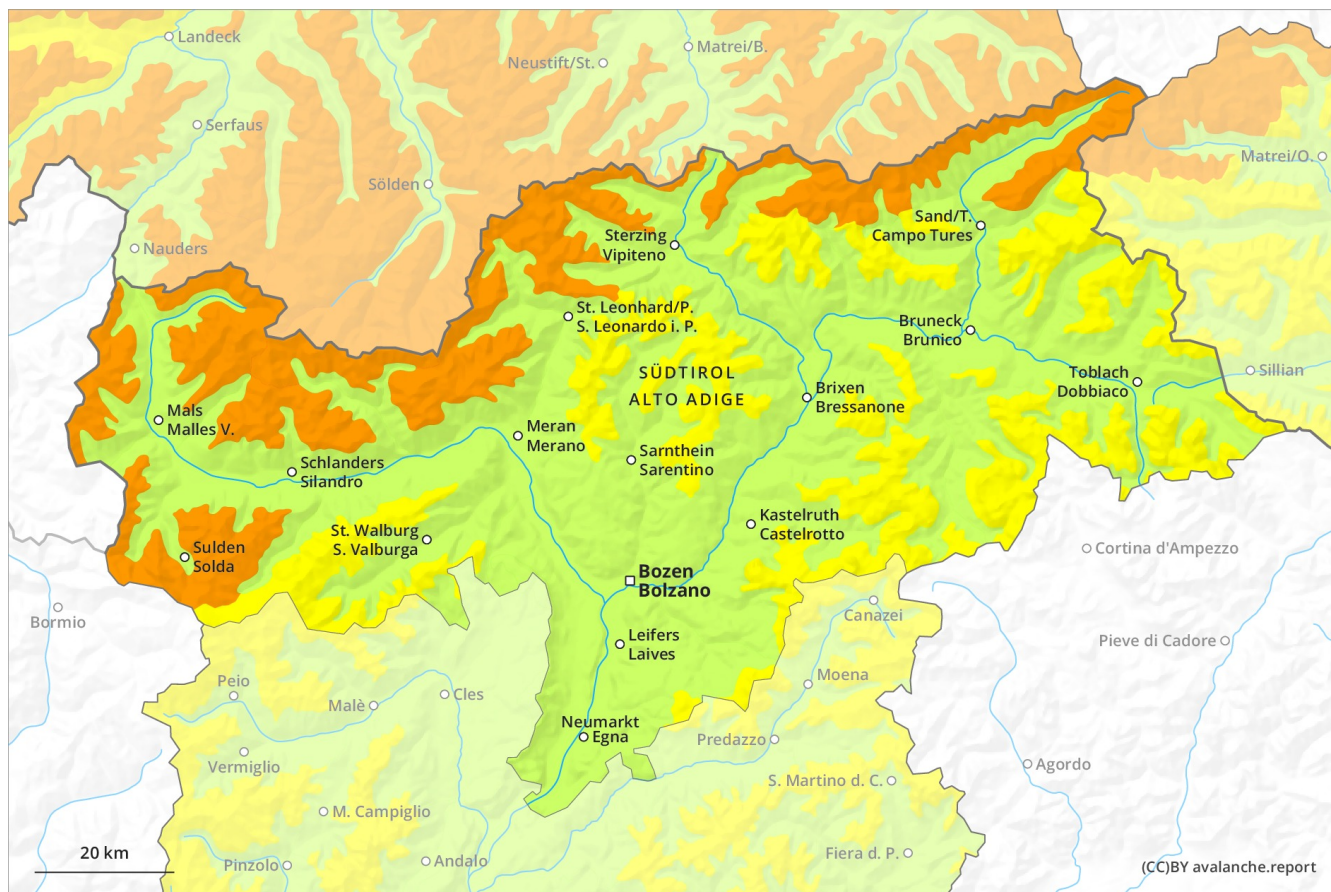 Landeck
Matrei/B.
Neustift/St.
Serfaus
Matrei/O.
Sölden
Sand/T.
Campo Tures
Sterzing
Vipiteno
Nauders
St. Leonhard/P.
S. Leonardo i. P.
Bruneck
Brunico
SÜDTIROL
ALTO ADIGE
Toblach
Dobbiaco
Sillian
Brixen
Bressanone
Mals
Malles V.
Meran
Merano
Sarnthein
Sarentino
Schlanders
Silandro
Kastelruth
Castelrotto
St. Walburg
S. Valburga
Sulden
Solda
Cortina d'Ampezzo
Bozen
Bolzano
Bormio
Canazei
Leifers
Laives
Pieve di Cadore
Peio
Moena
Malè
Cles
Neumarkt
Egna
Predazzo
Vermiglio
Agordo
S. Martino d. C.
M. Campiglio
20 km
Pinzolo
Andalo
Fiera d. P.
(CC)BY avalanche.report